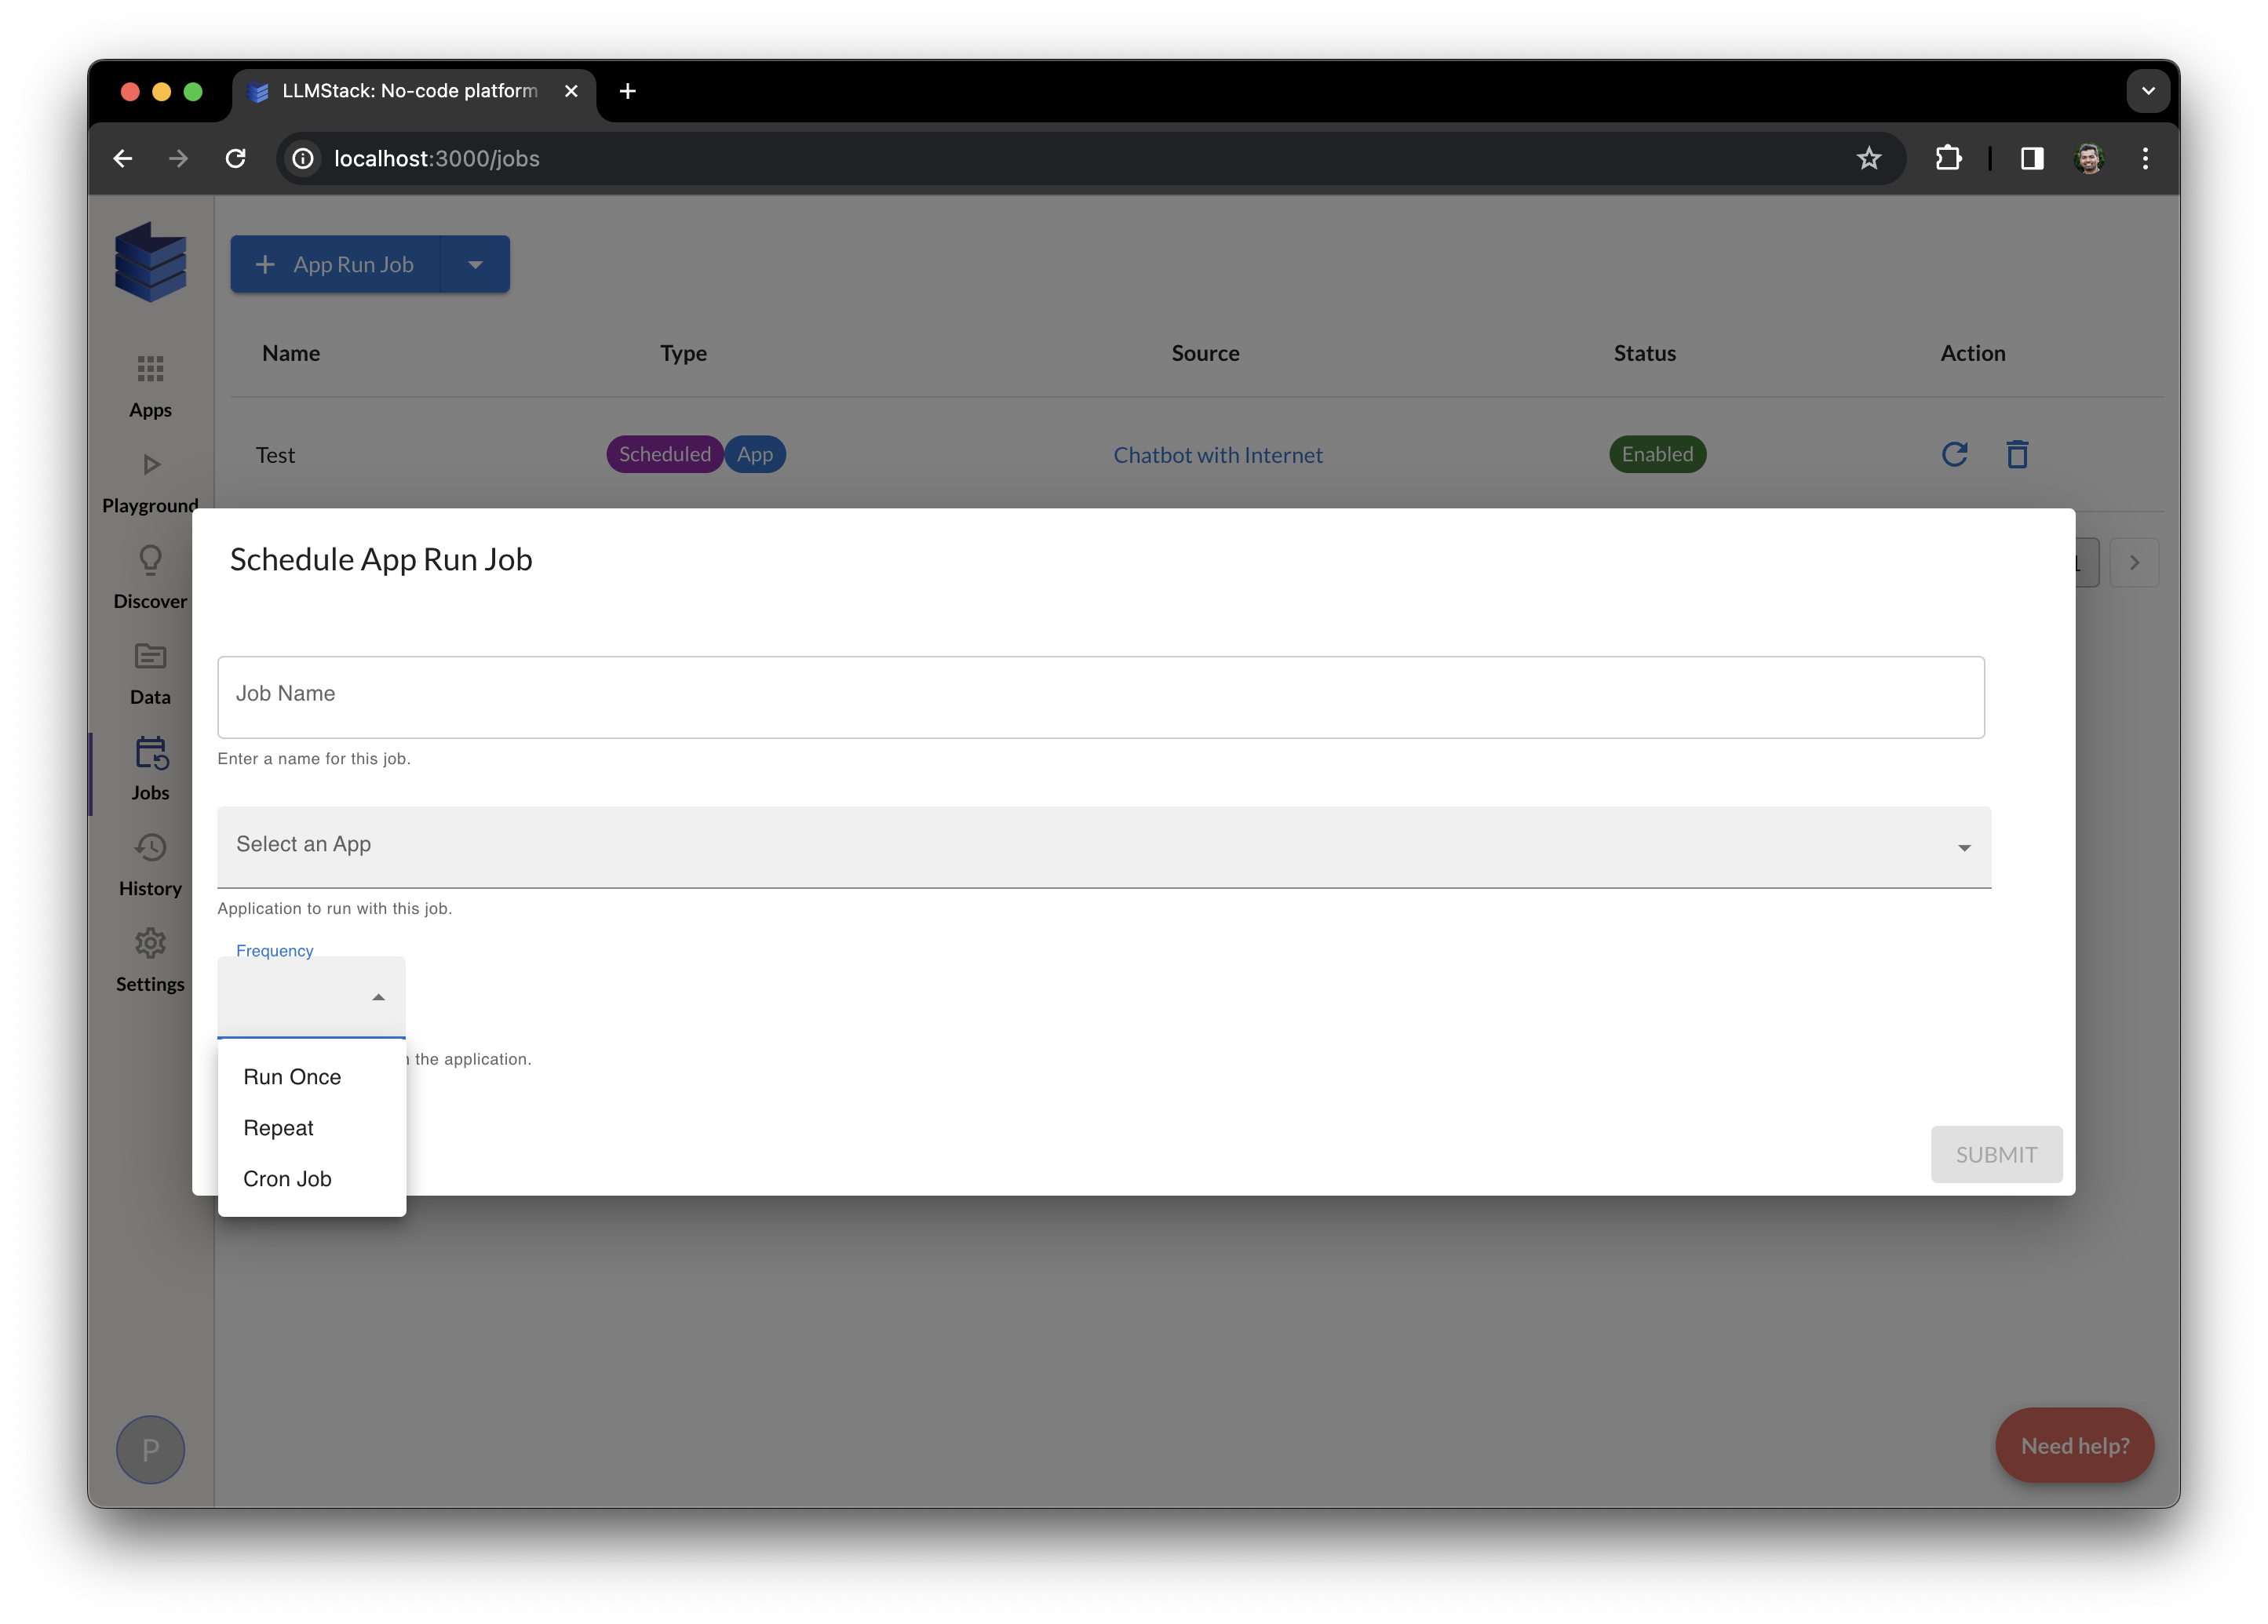 LLMStack: No-code platform
localhost:3000/jobs
App Run Job
Name Type Source Status Action
Test Scheduled App Chatbot with Internet Enabled
Apps
Playground
Discover
Data
Jobs
History
Settings
P
1
Schedule App Run Job
Job Name
Enter a name for this job.
Select an App
Application to run with this job.
Frequency
the application.
Run Once
Repeat
Cron Job
SUBMIT
Need help?